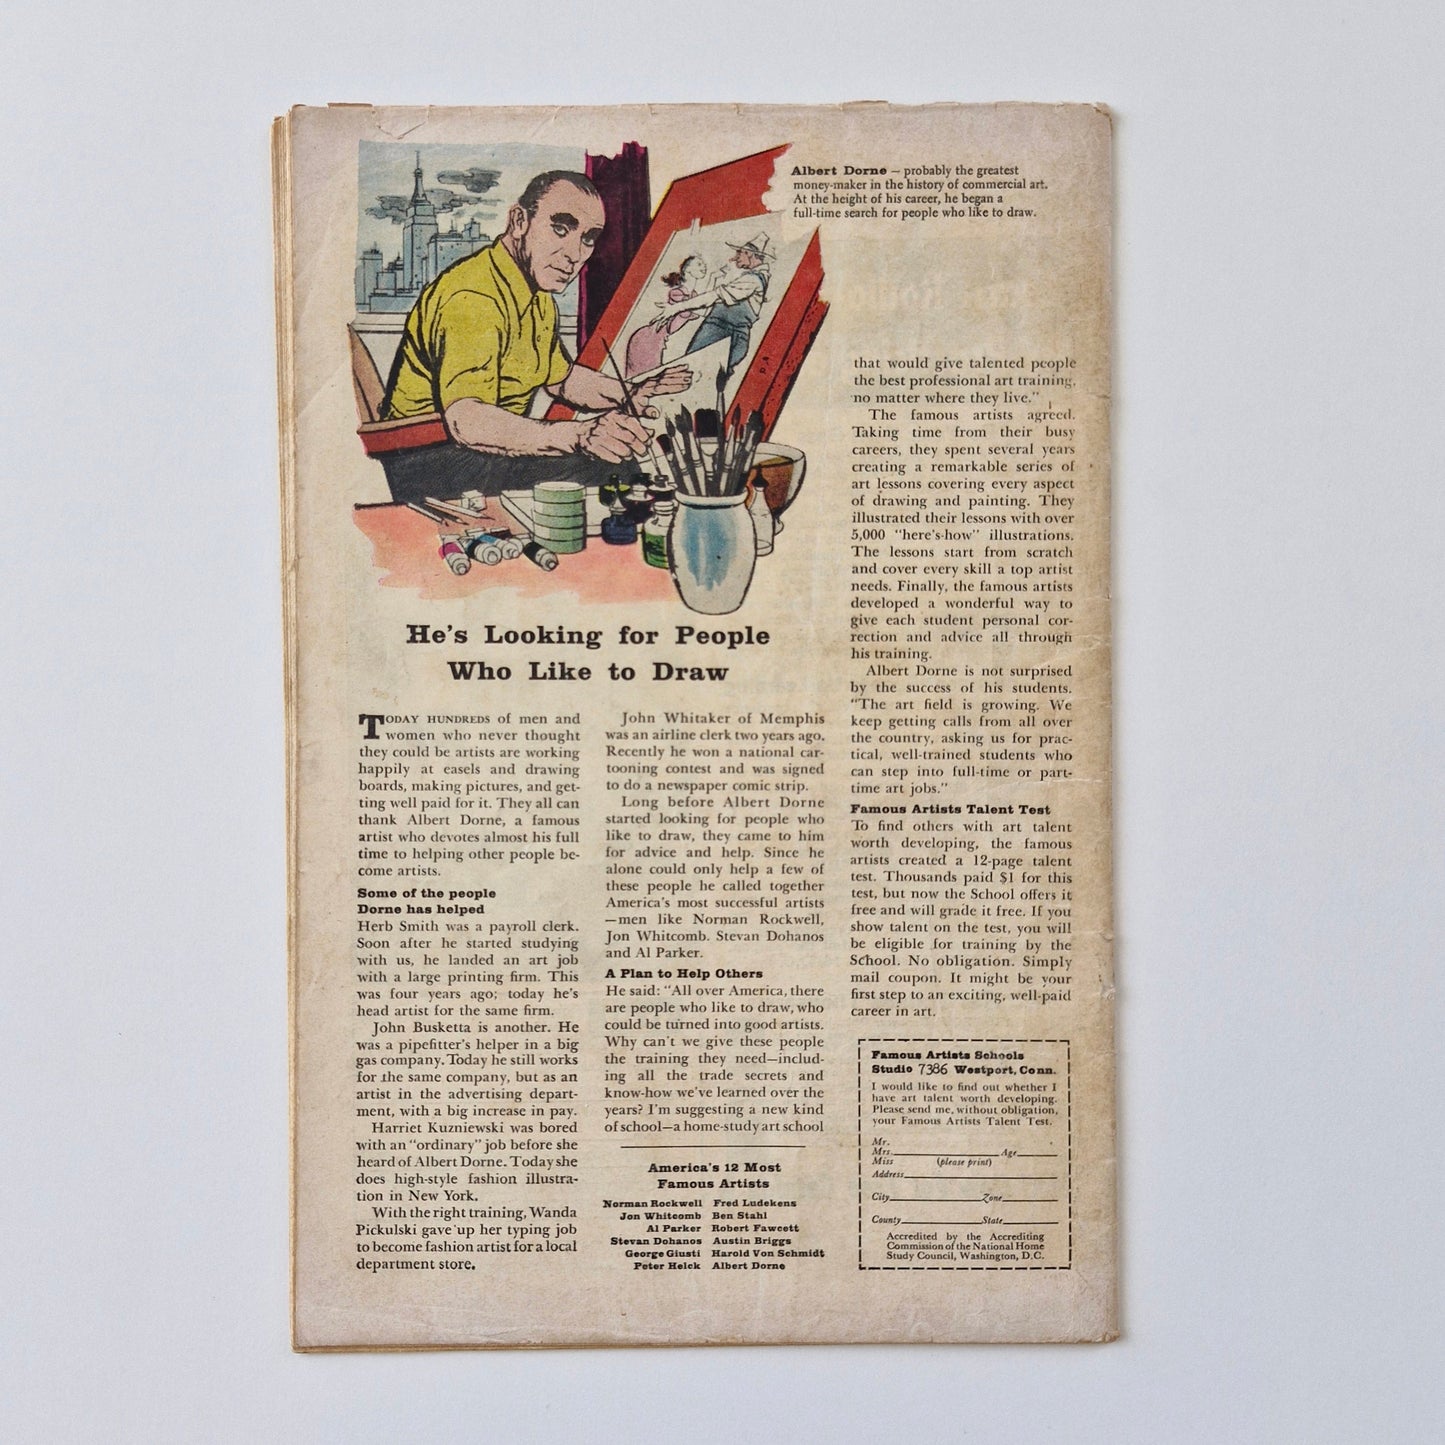 Albert Dorne — probably the greatest
money-maker in the history of commercial art.
At the height of his career, he began a
full-time search for people who like to draw.
He's Looking for People
Who Like to Draw
TODAY HUNDREDS of men and
women who never thought
they could be artists are working
happily at easels and drawing
boards, making pictures, and get-
ting well paid for it. They all can
thank Albert Dorne, a famous
artist who devotes almost his full
time to helping other people be-
come artists.
Some of the people
Dorne has helped
Herb Smith was a payroll clerk.
Soon after he started studying
with us, he landed an art job
with a large printing firm. This
was four years ago; today he's
head artist for the same firm.
John Busketta is another. He
was a pipefitter's helper in a big
gas company. Today he still works
for the same company, but as an
artist in the advertising depart-
ment, with a big increase in pay.
Harriet Kuzniewski was bored
with an "ordinary" job before she
heard of Albert Dorne. Today she
does high-style fashion illustra-
tion in New York.
With the right training, Wanda
Pickulski gave up her typing job
to become fashion artist for a local
department store.
John Whitaker of Memphis
was an airline clerk two years ago.
Recently he won a national car-
tooning contest and was signed
to do a newspaper comic strip.
Long before Albert Dorne
started looking for people who
like to draw, they came to him
for advice and help. Since he
alone could only help a few of
these people he called together
America's most successful artists
—men like Norman Rockwell,
Jon Whitcomb. Stevan Dohanos
and Al Parker.
A Plan to Help Others
He said: "All over America, there
are people who like to draw, who
could be turned into good artists.
Why can't we give these people
the training they need—includ-
ing all the trade secrets and
know-how we've learned over the
years? I'm suggesting a new kind
of school—a home-study art school
America's 12 Most
Famous Artists
Norman Rockwell Fred Ludekens
Jon Whitcomb Ben Stahl
Al Parker Robert Fawcett
Stevan Dohanos Austin Briggs
George Giusti Harold Von Schmidt
Peter Helck Albert Dorne
that would give talented people
the best professional art training,
no matter where they live."
The famous artists agreed.
Taking time from their busy
careers, they spent several years
creating a remarkable series of
art lessons covering every aspect
of drawing and painting. They
illustrated their lessons with over
5,000 "here's-how" illustrations.
The lessons start from scratch
and cover every skill a top artist
needs. Finally, the famous artists
developed a wonderful way to
give each student personal cor-
rection and advice all through
his training.
Albert Dorne is not surprised
by the success of his students.
"The art field is growing. We
keep getting calls from all over
the country, asking us for prac-
tical, well-trained students who
can step into full-time or part-
time art jobs."
Famous Artists Talent Test
To find others with art talent
worth developing, the famous
artists created a 12-page talent
test. Thousands paid $1 for this
test, but now the School offers it
free and will grade it free. If you
show talent on the test, you will
be eligible for training by the
School. No obligation. Simply
mail coupon. It might be your
first step to an exciting, well-paid
career in art.
Famous Artists Schools
Studio 7386 Westport, Conn.
I would like to find out whether I
have art talent worth developing.
Please send me, without obligation,
your Famous Artists Talent Test.
Mr.
Mrs. Age
Miss (please print)
Address
City Zone
County State
Accredited by the Accrediting
Commission of the National Home
Study Council, Washington, D.C.